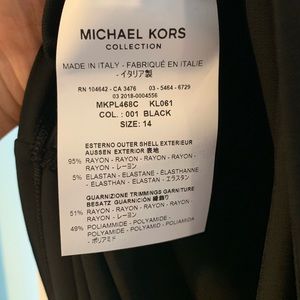 MICHAEL KORS
COLLECTION
MADE IN ITALY - FABRIQUÉ EN ITALIE
- イタリア製
RN 104642 - CA 3476 03 - 5464 - 6729
03 2018-0004556
MKPL468C KL061
COL. : 001 BLACK
SIZE: 14
ESTERNO OUTER SHELL EXTERIEUR
AUSSEN EXTERIOR 表地
95% RAYON - RAYON - RAYON - RAYON
- RAYON - レーヨン
5% ELASTAN - ELASTANE - ÉLASTHANNE
- ELASTAN - ELASTAN - エラスタン
GUARNIZIONE TRIMMINGS GARNITURE
BESATZ GUARNICIÓN 縁飾り
51% RAYON - RAYON - RAYON - RAYON
- RAYON - レーヨン
49% POLIAMMIDE - POLYAMIDE -
POLYAMIDE - POLYAMID - POLIAMIDA
- ポリアミド